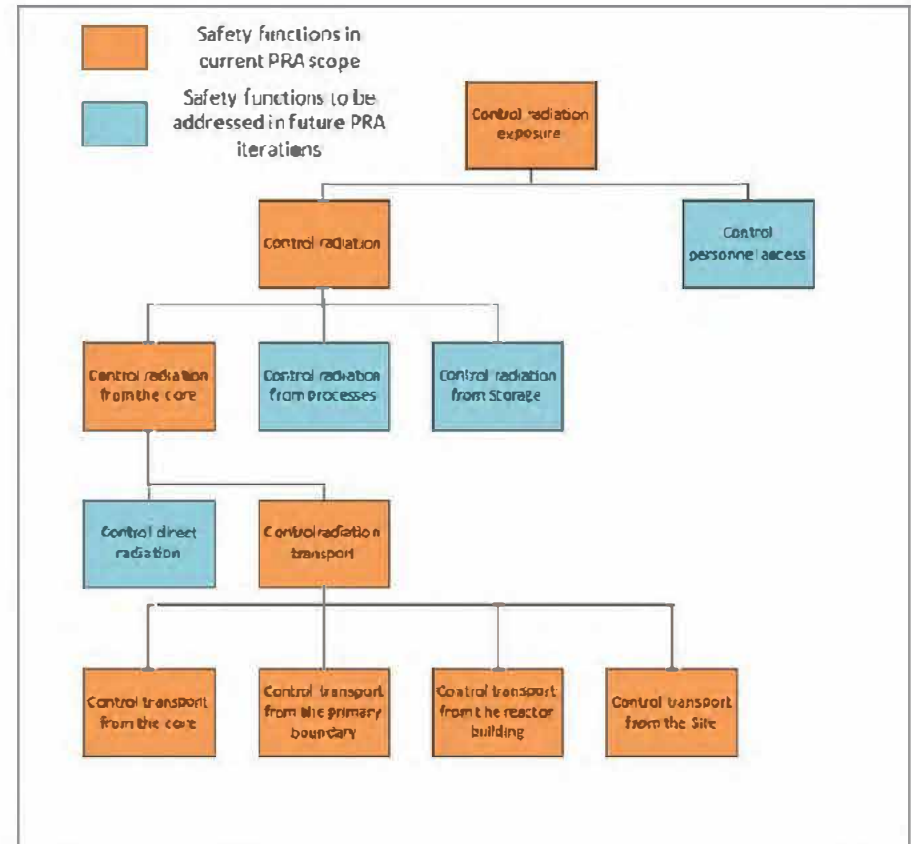 Safety functions in
current PRA scope
Safety functions to be
addressed in future PRA
iterations
Control radiation
exposure
Control radiation
Control
personnel access
Control radiation
from the core
Control radiation
from Processes
Control radiation
from Storage
Control direct
radiation
Control radiation
transport
Control transport
from the core
Control transport
from the primary
boundary
Control transport
from the reactor
building
Control transport
from the Site